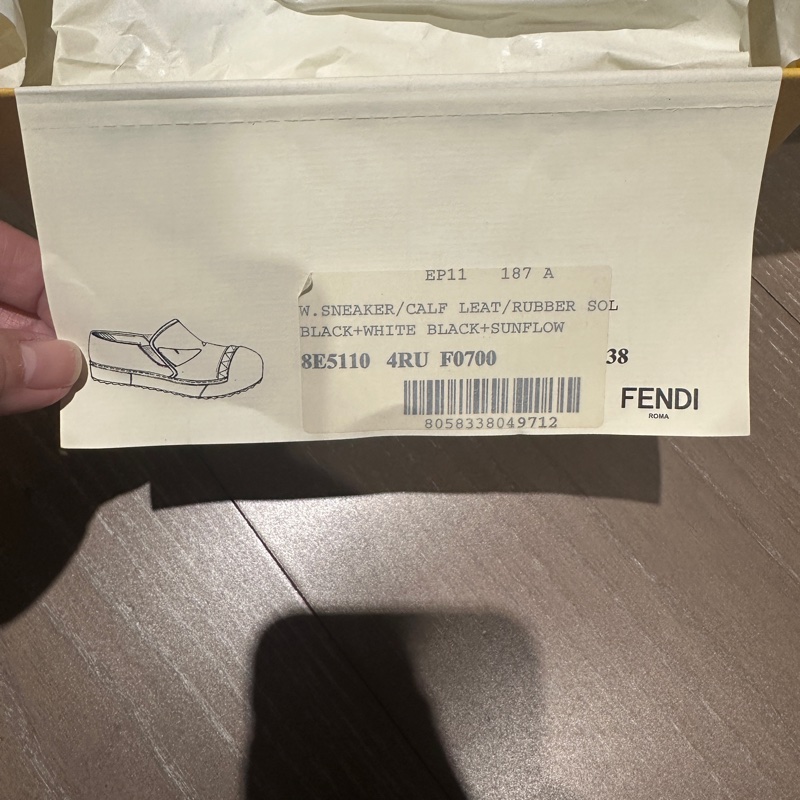 EP11 187 A
W.SNEAKER/CALF LEAT/RUBBER SOL
BLACK+WHITE BLACK+SUNFLOW
8E5110 4RU F0700 38
8058338049712
FENDI
ROMA